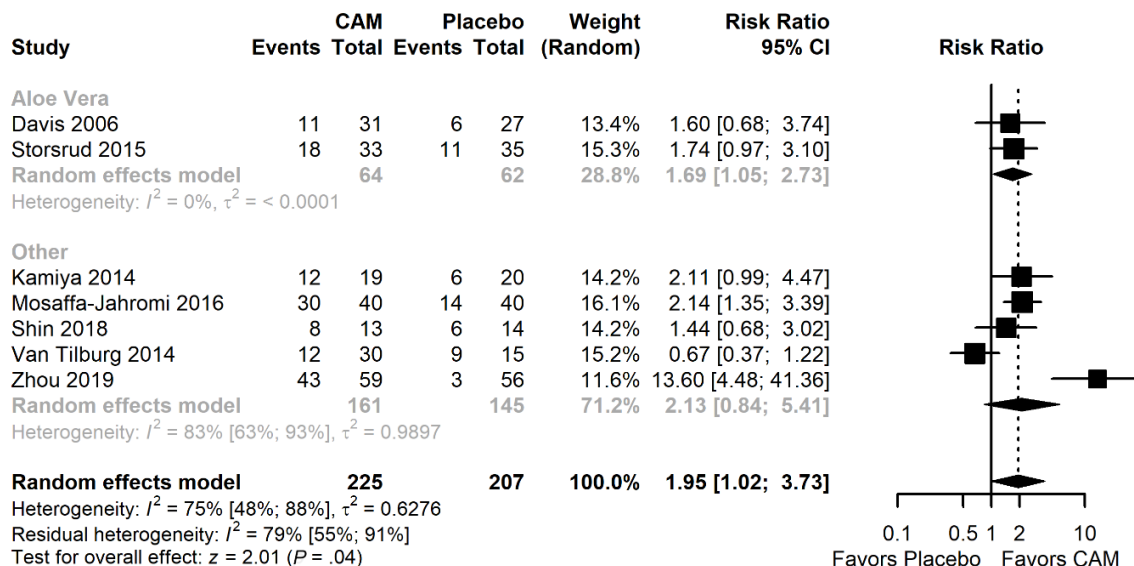 CAM Placebo Weight Risk Ratio
Study Events Total Events Total (Random) 95% CI Risk Ratio
Aloe Vera
Davis 2006 11 31 6 27 13.4% 1.60 [0.68; 3.74]
Storsrud 2015 18 33 11 35 15.3% 1.74 [0.97; 3.10]
Random effects model 64 62 28.8% 1.69 [1.05; 2.73]
Heterogeneity: I² = 0%, τ² = < 0.0001
Other
Kamiya 2014 12 19 6 20 14.2% 2.11 [0.99; 4.47]
Mosaffa-Jahromi 2016 30 40 14 40 16.1% 2.14 [1.35; 3.39]
Shin 2018 8 13 6 14 14.2% 1.44 [0.68; 3.02]
Van Tilburg 2014 12 30 9 15 15.2% 0.67 [0.37; 1.22]
Zhou 2019 43 59 3 56 11.6% 13.60 [4.48; 41.36]
Random effects model 161 145 71.2% 2.13 [0.84; 5.41]
Heterogeneity: I² = 83% [63%; 93%], τ² = 0.9897
Random effects model 225 207 100.0% 1.95 [1.02; 3.73]
Heterogeneity: I² = 75% [48%; 88%], τ² = 0.6276
Residual heterogeneity: I² = 79% [55%; 91%]
Test for overall effect: z = 2.01 (P = .04)
0.1 0.5 1 2 10
Favors Placebo Favors CAM